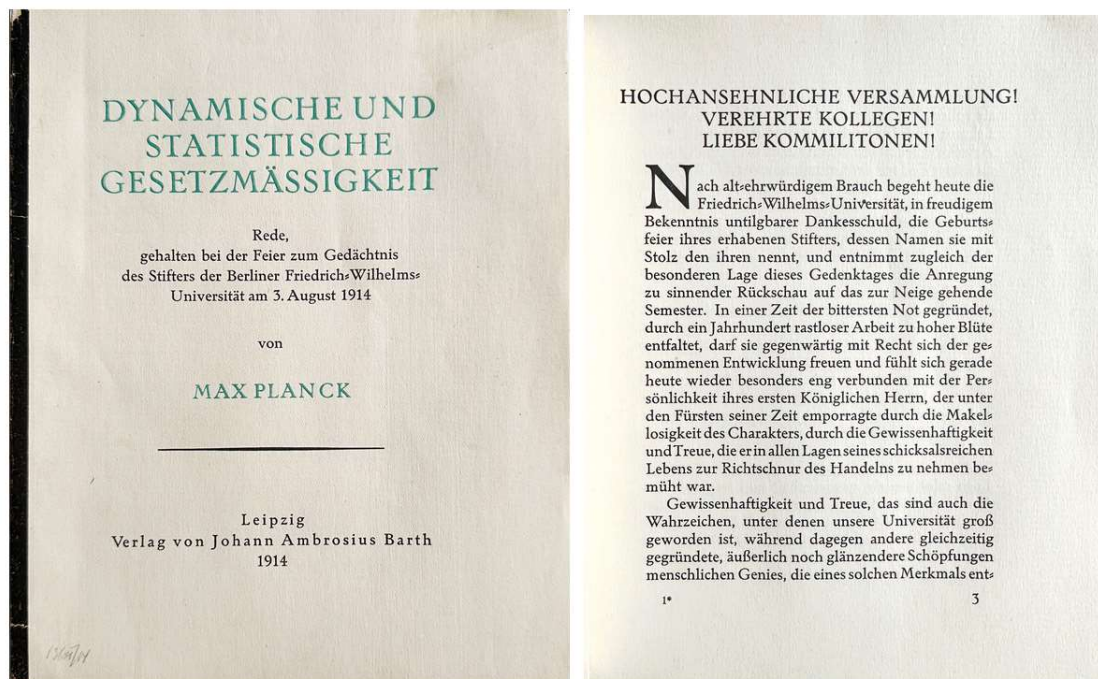 DYNAMISCHE UND
STATISTISCHE
GESETZMÄSSIGKEIT
Rede,
gehalten bei der Feier zum Gedächtnis
des Stifters der Berliner Friedrich-Wilhelms-
Universität am 3. August 1914
von
MAX PLANCK
Leipzig
Verlag von Johann Ambrosius Barth
1914
HOCHANSEHNLICHE VERSAMMLUNG!
VEREHRTE KOLLEGEN!
LIEBE KOMMILITONEN!
Nach alt-ehrwürdigem Brauch begeht heute die
Friedrich-Wilhelms-Universität, in freudigem
Bekenntnis untilgbarer Dankesschuld, die Geburts-
feier ihres erhabenen Stifters, dessen Namen sie mit
Stolz den ihren nennt, und entnimmt zugleich der
besonderen Lage dieses Gedenktages die Anregung
zu sinnender Rückschau auf das zur Neige gehende
Semester. In einer Zeit der bittersten Not gegründet,
durch ein Jahrhundert rastloser Arbeit zu hoher Blüte
entfaltet, darf sie gegenwärtig mit Recht sich der ge-
nommenen Entwicklung freuen und fühlt sich gerade
heute wieder besonders eng verbunden mit der Per-
sönlichkeit ihres ersten Königlichen Herrn, der unter
den Fürsten seiner Zeit emporragte durch die Makel-
losigkeit des Charakters, durch die Gewissenhaftigkeit
und Treue, die er in allen Lagen seines schicksalsreichen
Lebens zur Richtschnur des Handelns zu nehmen be-
müht war.
Gewissenhaftigkeit und Treue, das sind auch die
Wahrzeichen, unter denen unsere Universität groß
geworden ist, während dagegen andere gleichzeitig
gegründete, äußerlich noch glänzendere Schöpfungen
menschlichen Genies, die eines solchen Merkmals ent-
1* 3